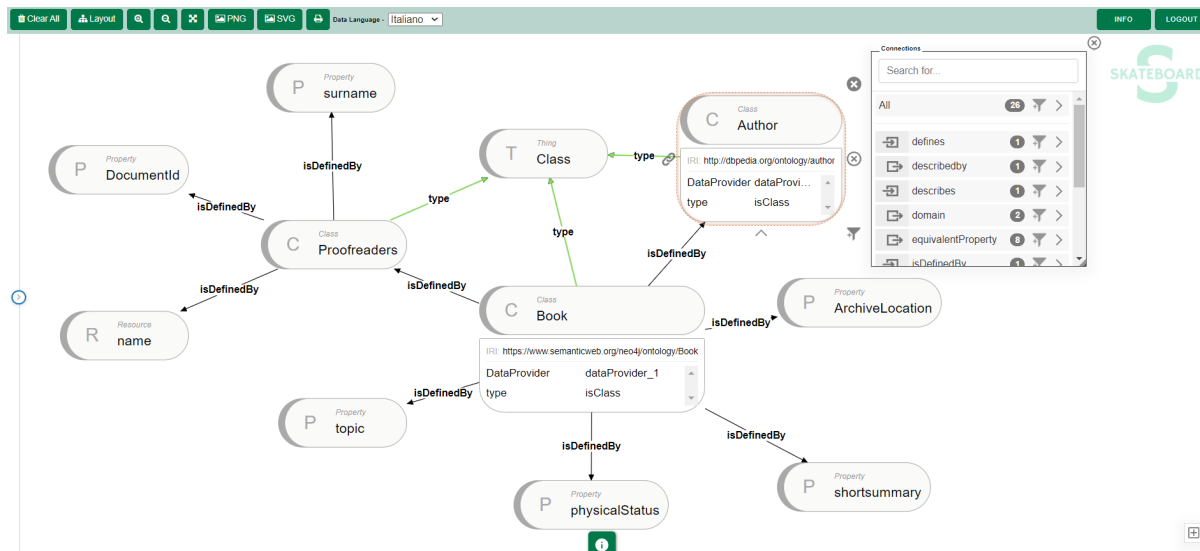 Clear All
Layout
PNG
SVG
Data Language - Italiano
INFO
LOGOUT
SKATEBOARD
Connections
Search for...
All 26
defines 1
describedby 1
describes 1
domain 2
equivalentProperty 8
isDefinedBy 1
P
Property
surname
isDefinedBy
P
Property
DocumentId
isDefinedBy
T
Thing
Class
type
type
type
C
Class
Author
IRI: http://dbpedia.org/ontology/author
DataProvider dataProvi...
type isClass
C
Class
Proofreaders
isDefinedBy
isDefinedBy
isDefinedBy
R
Resource
name
C
Class
Book
IRI: https://www.semanticweb.org/neo4j/ontology/Book
DataProvider dataProvider_1
type isClass
isDefinedBy
P
Property
ArchiveLocation
isDefinedBy
P
Property
topic
isDefinedBy
P
Property
physicalStatus
isDefinedBy
P
Property
shortsummary